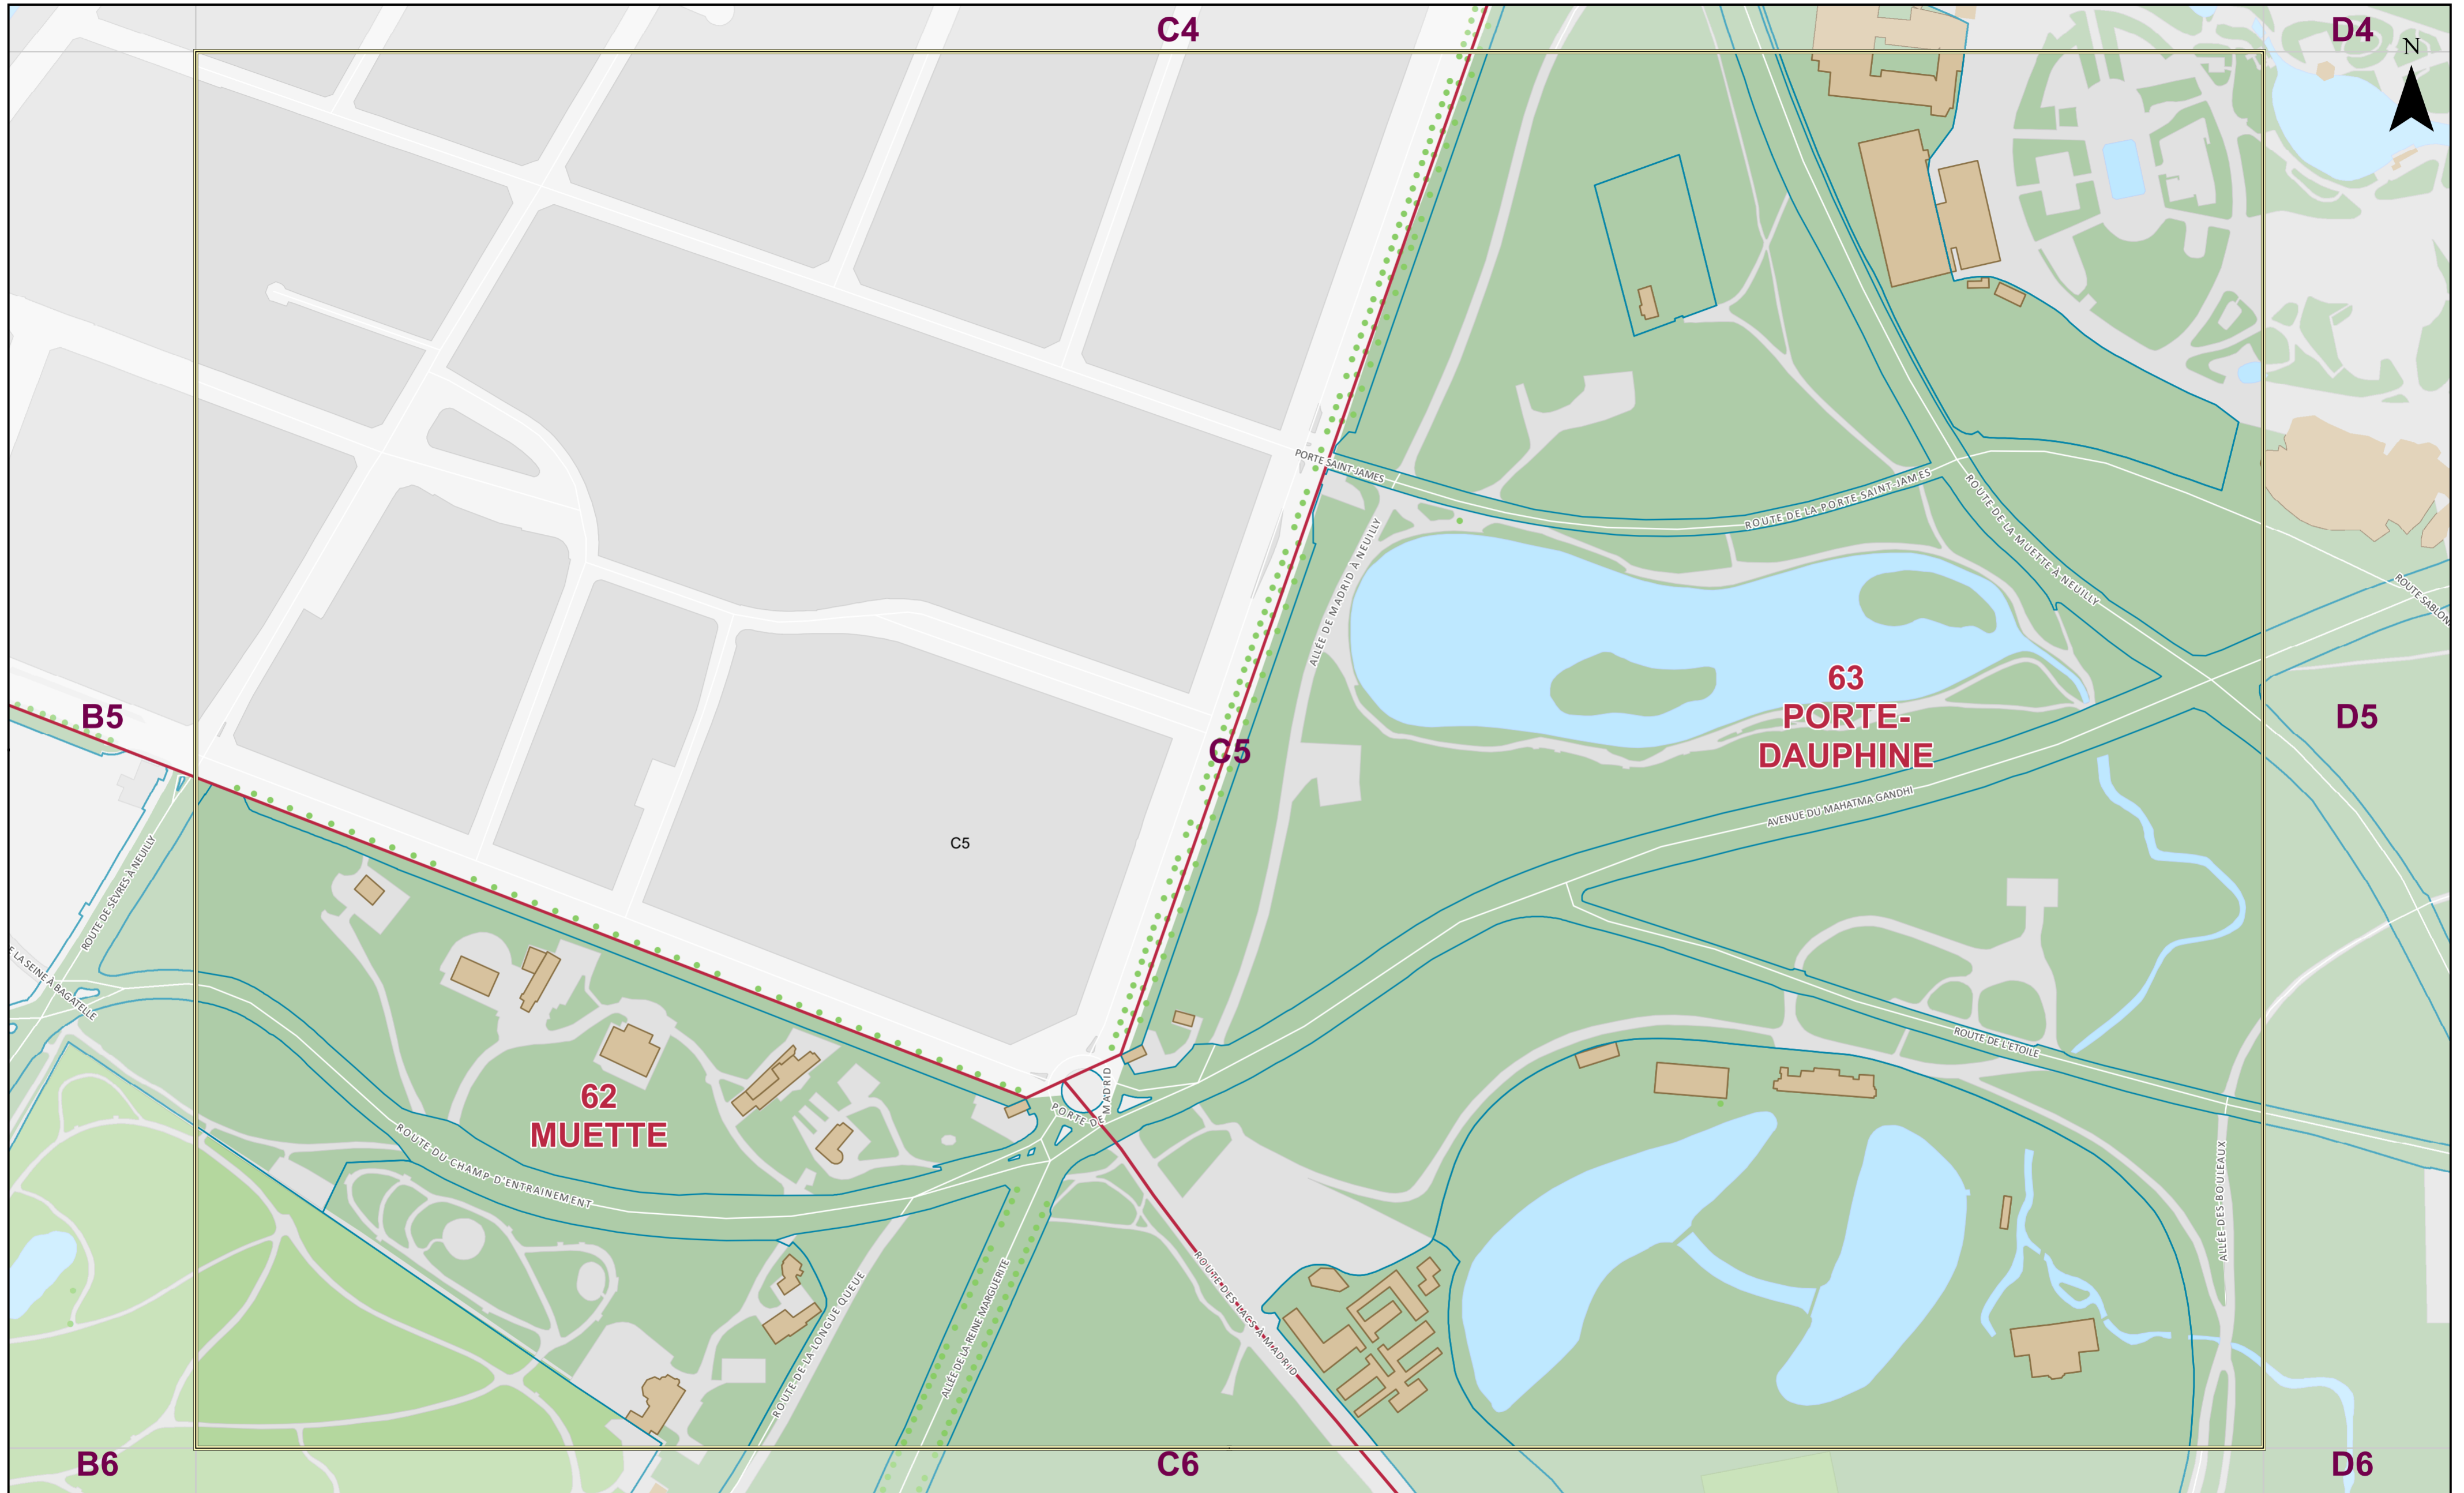 C4
D4
N
PORTE SAINT-JAMES
ROUTE DE LA PORTE SAINT-JAMES
ROUTE DE LA MUETTE À NEUILLY
ALLÉE DE MADRID À NEUILLY
ROUTE SABLON
63
PORTE-
DAUPHINE
B5
C5
D5
AVENUE DU MAHATMA GANDHI
C5
ROUTE DE SÈVRES À NEUILLY
E LA SEINE À BAGATELLE
ROUTE DE L'ETOILE
62
MUETTE
PORTE DE MADRID
ROUTE DU CHAMP D'ENTRAINEMENT
ALLÉE DES BOULEAUX
ROUTE DE LA LONGUE QUEUE
ALLÉE DE LA REINE MARGUERITE
ROUTE DES LACS À MADRID
B6
C6
D6